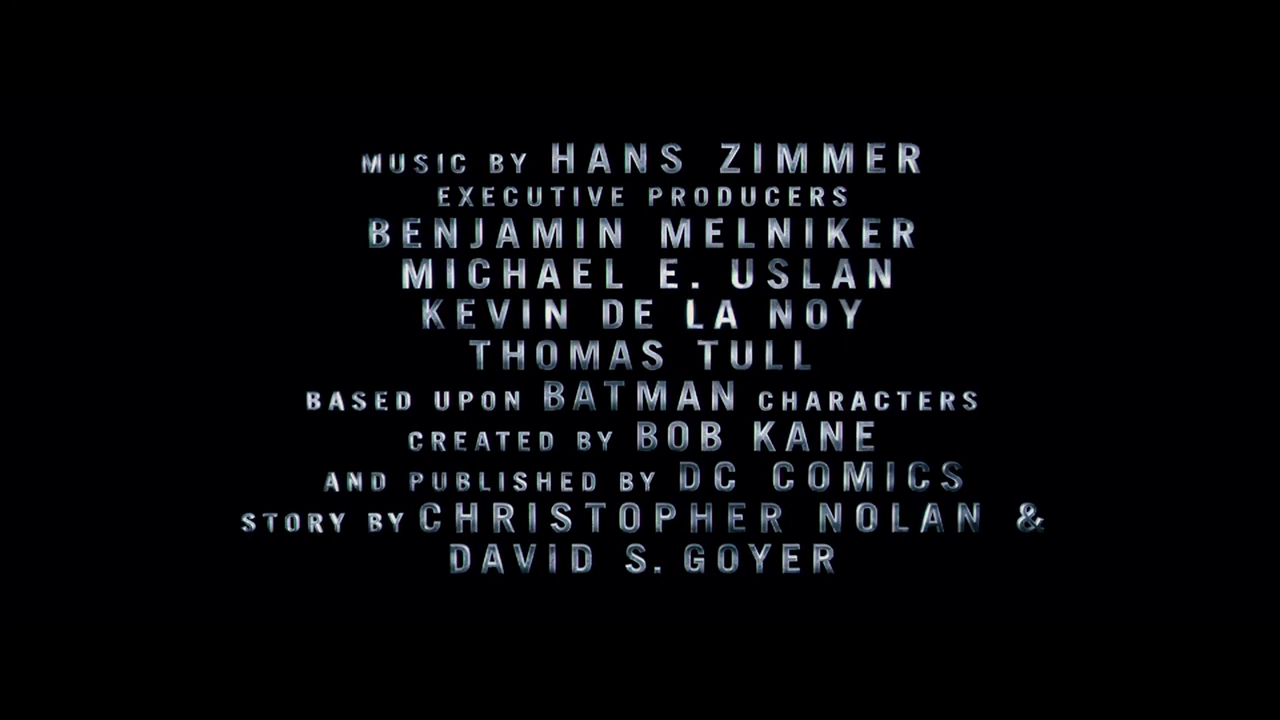 MUSIC BY HANS ZIMMER
EXECUTIVE PRODUCERS
BENJAMIN MELNIKER
MICHAEL E. USLAN
KEVIN DE LA NOY
THOMAS TULL
BASED UPON BATMAN CHARACTERS
CREATED BY BOB KANE
AND PUBLISHED BY DC COMICS
STORY BY CHRISTOPHER NOLAN &
DAVID S. GOYER